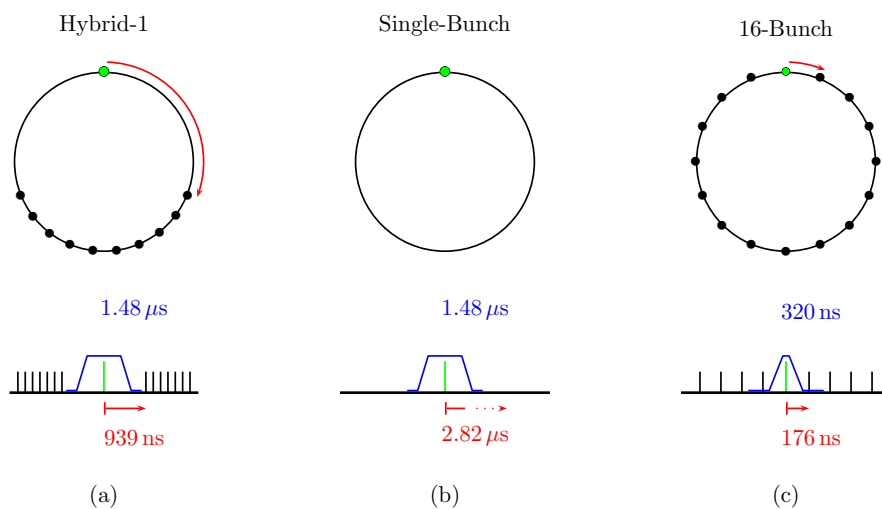 Hybrid-1
Single-Bunch
16-Bunch
1.48 μs
1.48 μs
320 ns
939 ns
2.82 μs
176 ns
(a)
(b)
(c)